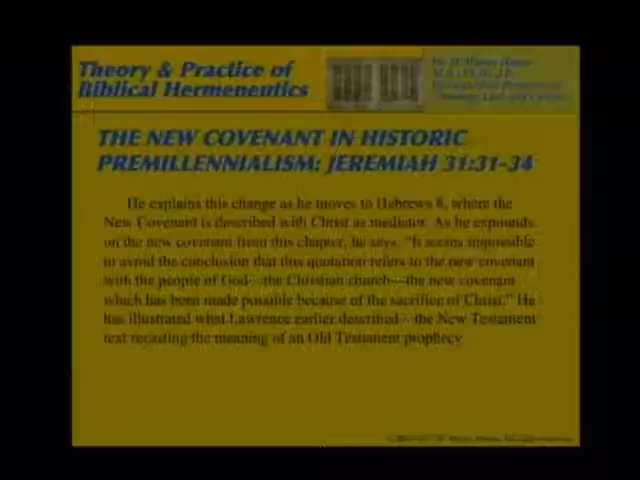 Theory & Practice of
Biblical Hermeneutics
THE NEW COVENANT IN HISTORIC
PREMILLENNIALISM: JEREMIAH 31:31-34
He explains this change as he moves to Hebrews 8, where the
New Covenant is described with Christ as mediator. As he expounds
on the new covenant from this chapter, he says, "It seems impossible
to avoid the conclusion that this quotation refers to the new covenant
with the people of God—the Christian church—the new covenant
which has been made possible because of the sacrifice of Christ." He
has illustrated what Lawrence earlier described—the New Testament
text recasting the meaning of an Old Testament prophecy.